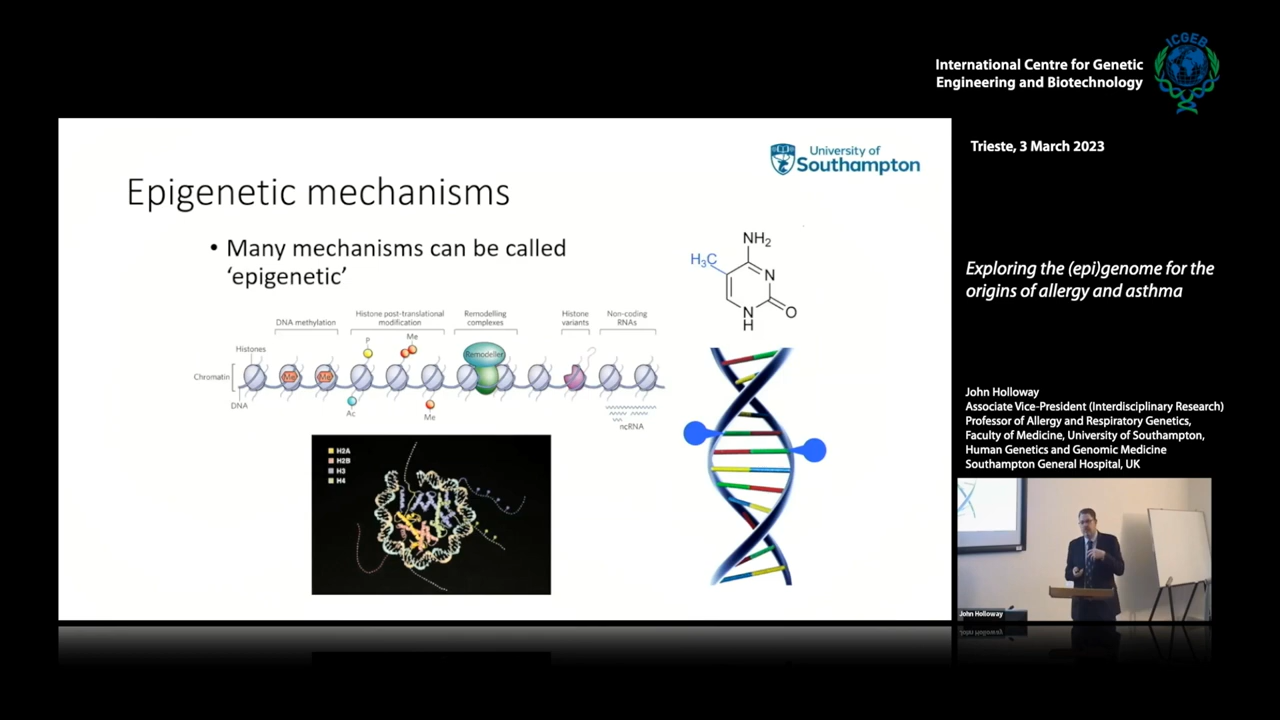 International Centre for Genetic
Engineering and Biotechnology
ICGEB
Trieste, 3 March 2023
University of
Southampton
Epigenetic mechanisms
• Many mechanisms can be called
'epigenetic'
NH₂
H₃C
N
N
H
O
DNA methylation
Histone post-translational
modification
Remodelling
complexes
Histone
variants
Non-coding
RNAs
Histones
P
Me
Remodeller
Me
Me
Chromatin
DNA
Ac
Me
ncRNA
H2A
H2B
H3
H4
Exploring the (epi)genome for the
origins of allergy and asthma
John Holloway
Associate Vice-President (Interdisciplinary Research)
Professor of Allergy and Respiratory Genetics,
Faculty of Medicine, University of Southampton,
Human Genetics and Genomic Medicine
Southampton General Hospital, UK
John Holloway